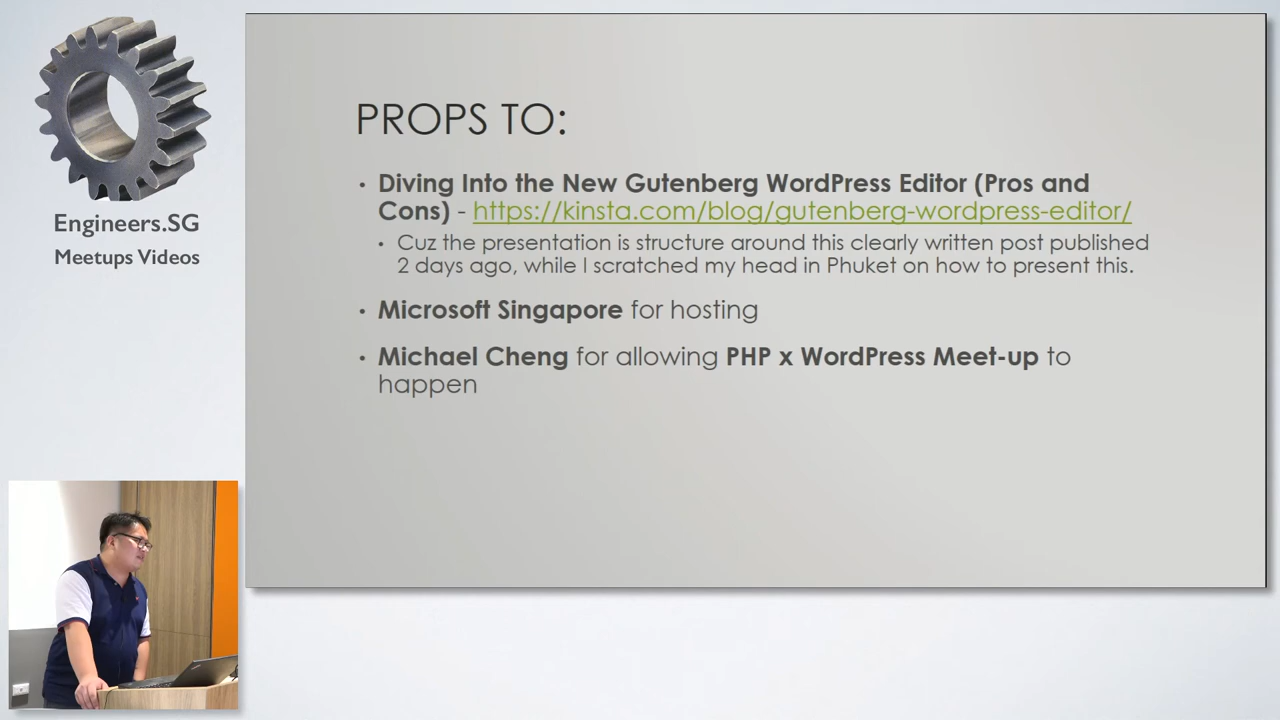 Engineers.SG
Meetups Videos
PROPS TO:
• Diving Into the New Gutenberg WordPress Editor (Pros and
Cons) - https://kinsta.com/blog/gutenberg-wordpress-editor/
• Cuz the presentation is structure around this clearly written post published
2 days ago, while I scratched my head in Phuket on how to present this.
• Microsoft Singapore for hosting
• Michael Cheng for allowing PHP x WordPress Meet-up to
happen